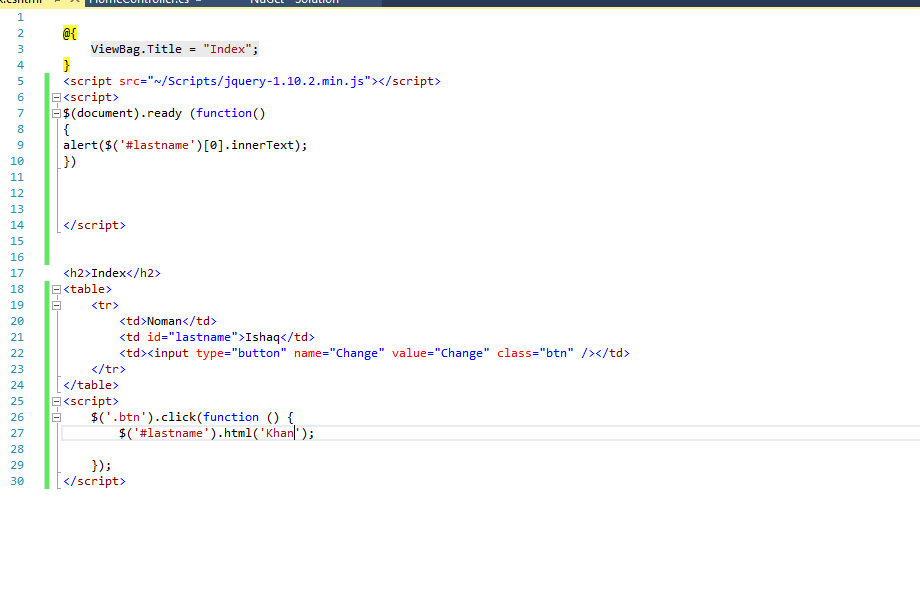 HomeController.cs
1
2 @{
3 ViewBag.Title = "Index";
4 }
5 <script src="~/Scripts/jquery-1.10.2.min.js"></script>
6 <script>
7 $(document).ready (function()
8 {
9 alert($('#lastname')[0].innerText);
10 })
11
12
13
14 </script>
15
16
17 <h2>Index</h2>
18 <table>
19 <tr>
20 <td>Noman</td>
21 <td id="lastname">Ishaq</td>
22 <td><input type="button" name="Change" value="Change" class="btn" /></td>
23 </tr>
24 </table>
25 <script>
26 $('.btn').click(function () {
27 $('#lastname').html('Khan');
28
29 });
30 </script>